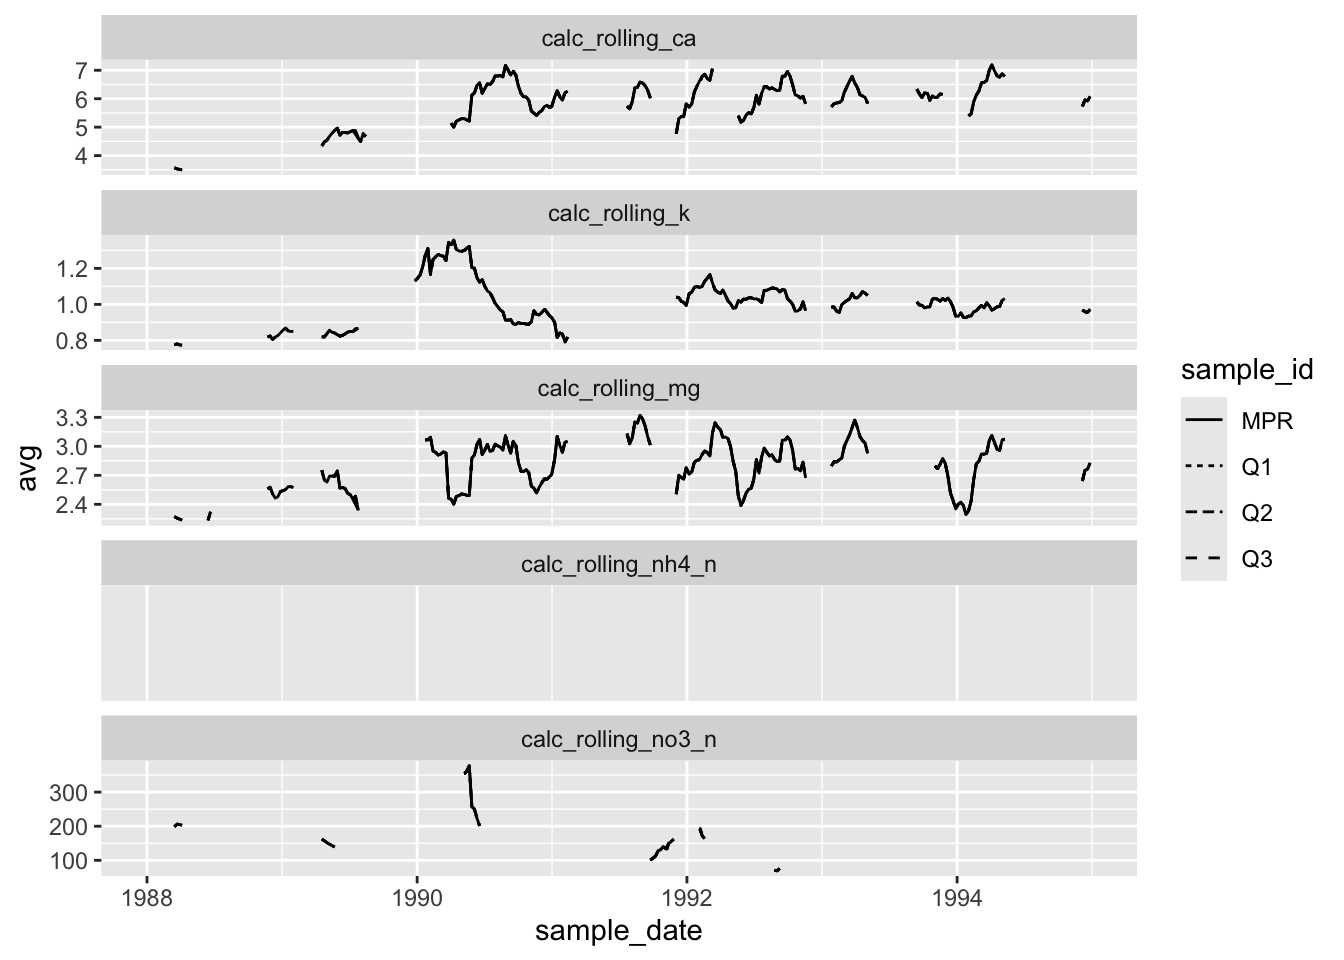 calc_rolling_ca
7
6
5
4
calc_rolling_k
1.2
1.0
0.8
calc_rolling_mg
3.3
3.0
2.7
2.4
calc_rolling_nh4_n
calc_rolling_no3_n
300
200
100
1988 1990 1992 1994
sample_date
avg
sample_id
MPR
Q1
Q2
Q3